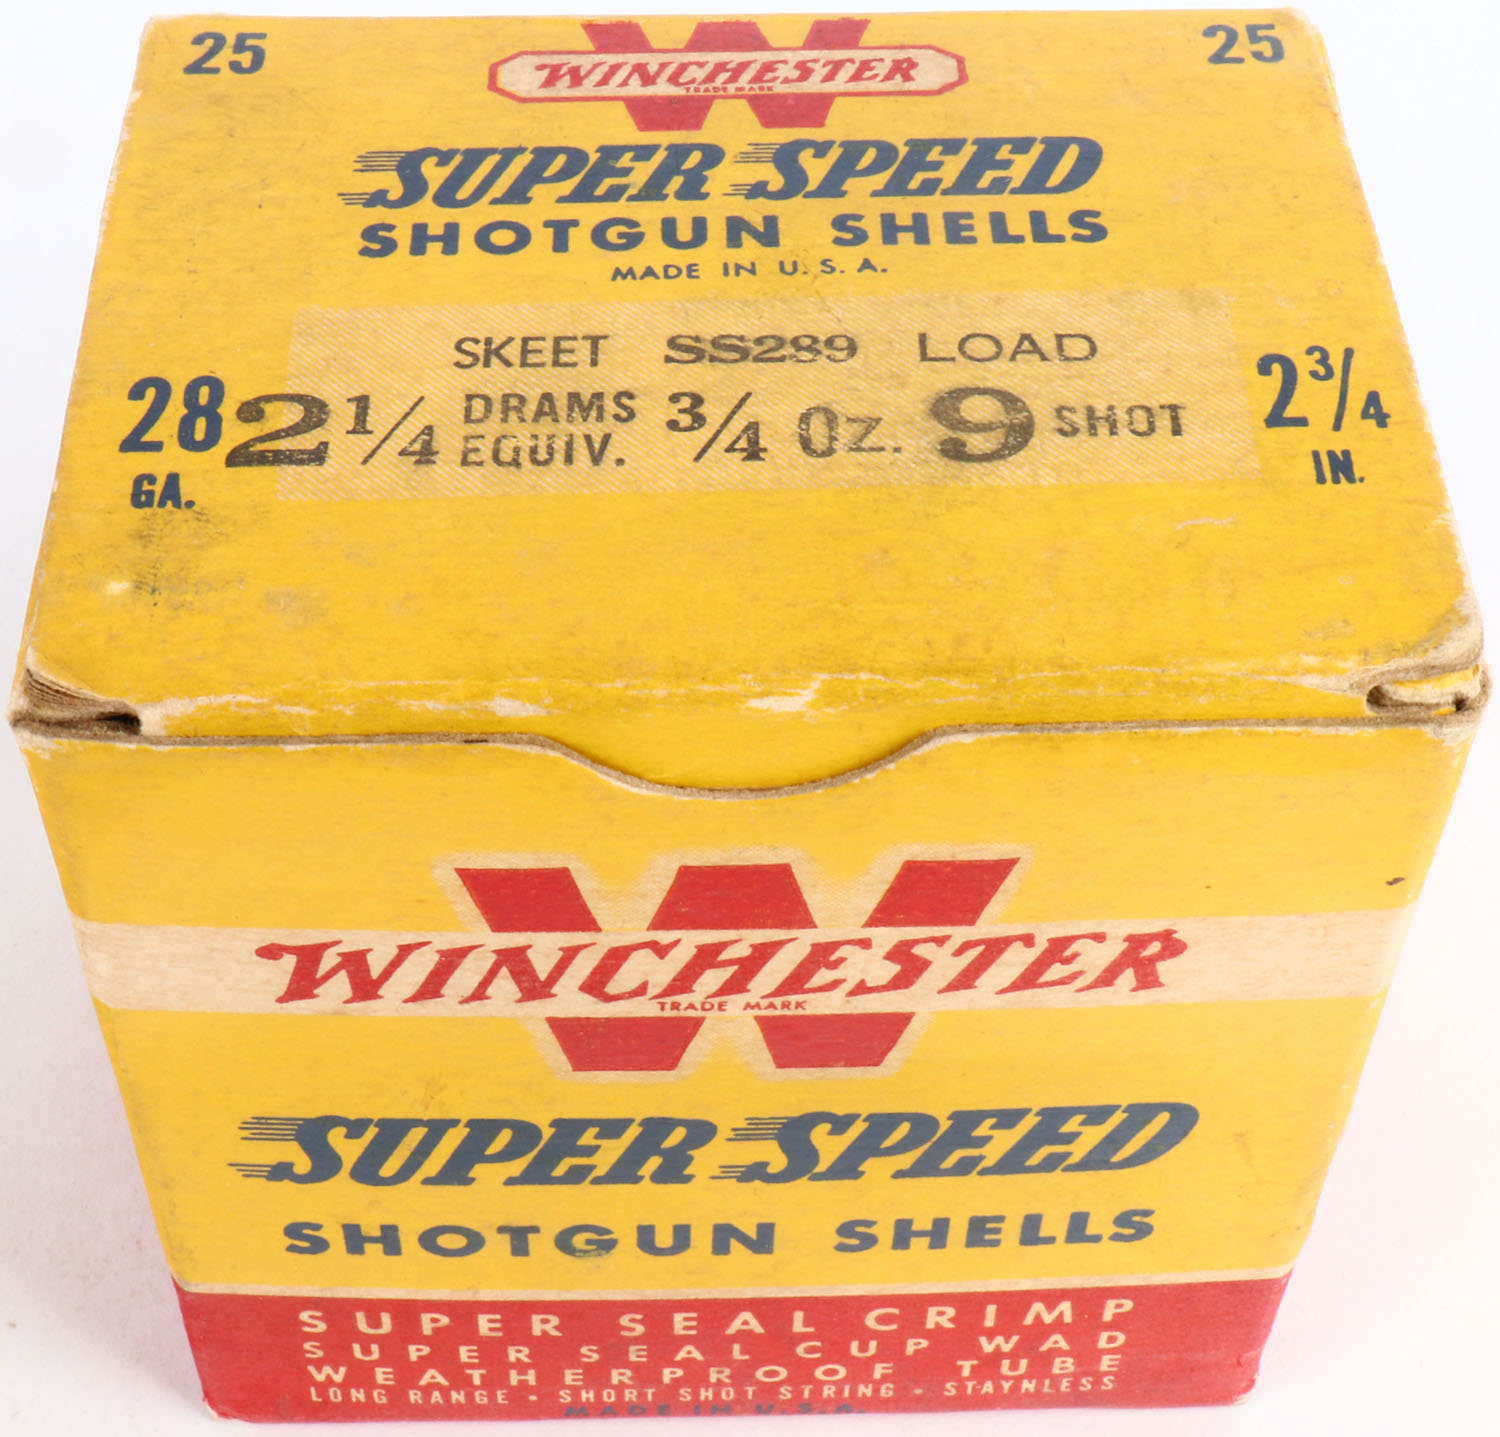 25 25
WINCHESTER
TRADE MARK
SUPER SPEED
SHOTGUN SHELLS
MADE IN U.S.A.
SKEET SS289 LOAD
28 GA. 2 1/4 DRAMS EQUIV. 3/4 Oz. 9 SHOT 2 3/4 IN.
WINCHESTER
TRADE MARK
SUPER SPEED
SHOTGUN SHELLS
SUPER SEAL CRIMP
SUPER SEAL CUP WAD
WEATHERPROOF TUBE
LONG RANGE • SHORT SHOT STRING • STAYNLESS
MADE IN U.S.A.